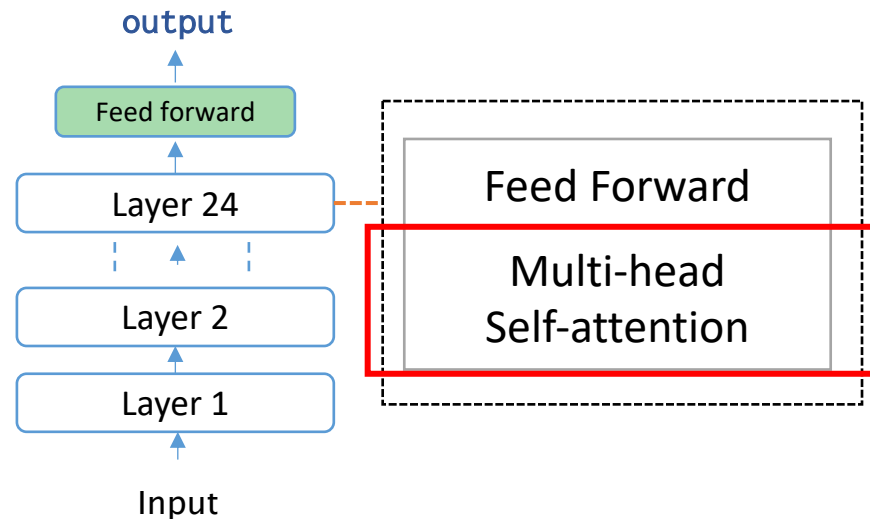 output
Feed forward
Layer 24
Layer 2
Layer 1
Input
Feed Forward
Multi-head
Self-attention